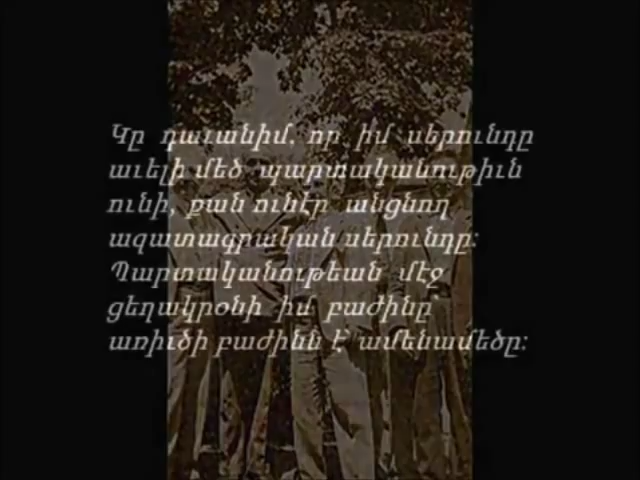 Կը դաւանիմ, որ իմ սերունդը
աւելի մեծ պարտականութիւն
ունի, քան ունէր անցնող
ազատագրական սերունդը։
Պարտականութեան մէջ
ցեղակրօնի իմ բաժինը՝
առիւծի բաժինն է ամենամեծը։